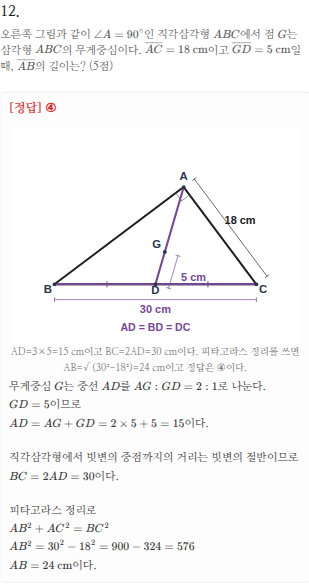 12.
오른쪽 그림과 같이 ∠A = 90°인 직각삼각형 ABC에서 점 G는
삼각형 ABC의 무게중심이다. A̅C̅ = 18 cm이고 G̅D̅ = 5 cm일
때, A̅B̅의 길이는? (5점)
[정답] ④
A
18 cm
G
5 cm
B
D
C
30 cm
AD = BD = DC
AD=3×5=15 cm이고 BC=2AD=30 cm이다. 피타고라스 정리를 쓰면
AB=√(30²−18²)=24 cm이고 정답은 ④이다.
무게중심 G는 중선 AD를 AG : GD = 2 : 1로 나눈다.
GD = 5이므로
AD = AG + GD = 2 × 5 + 5 = 15이다.
직각삼각형에서 빗변의 중점까지의 거리는 빗변의 절반이므로
BC = 2AD = 30이다.
피타고라스 정리로
AB² + AC² = BC²
AB² = 30² − 18² = 900 − 324 = 576
AB = 24 cm이다.